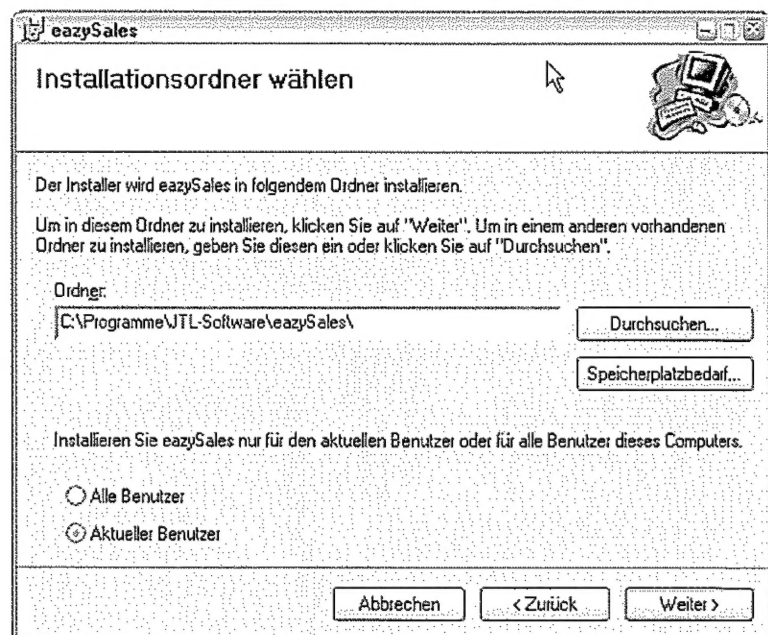 eazySales
Installationsordner wählen
Der Installer wird eazySales in folgendem Ordner installieren.
Um in diesem Ordner zu installieren, klicken Sie auf "Weiter". Um in einem anderen vorhandenen
Ordner zu installieren, geben Sie diesen ein oder klicken Sie auf "Durchsuchen".
Ordner:
C:\Programme\JTL-Software\eazySales\
Durchsuchen...
Speicherplatzbedarf...
Installieren Sie eazySales nur für den aktuellen Benutzer oder für alle Benutzer dieses Computers.
Alle Benutzer
Aktueller Benutzer
Abbrechen
< Zurück
Weiter >